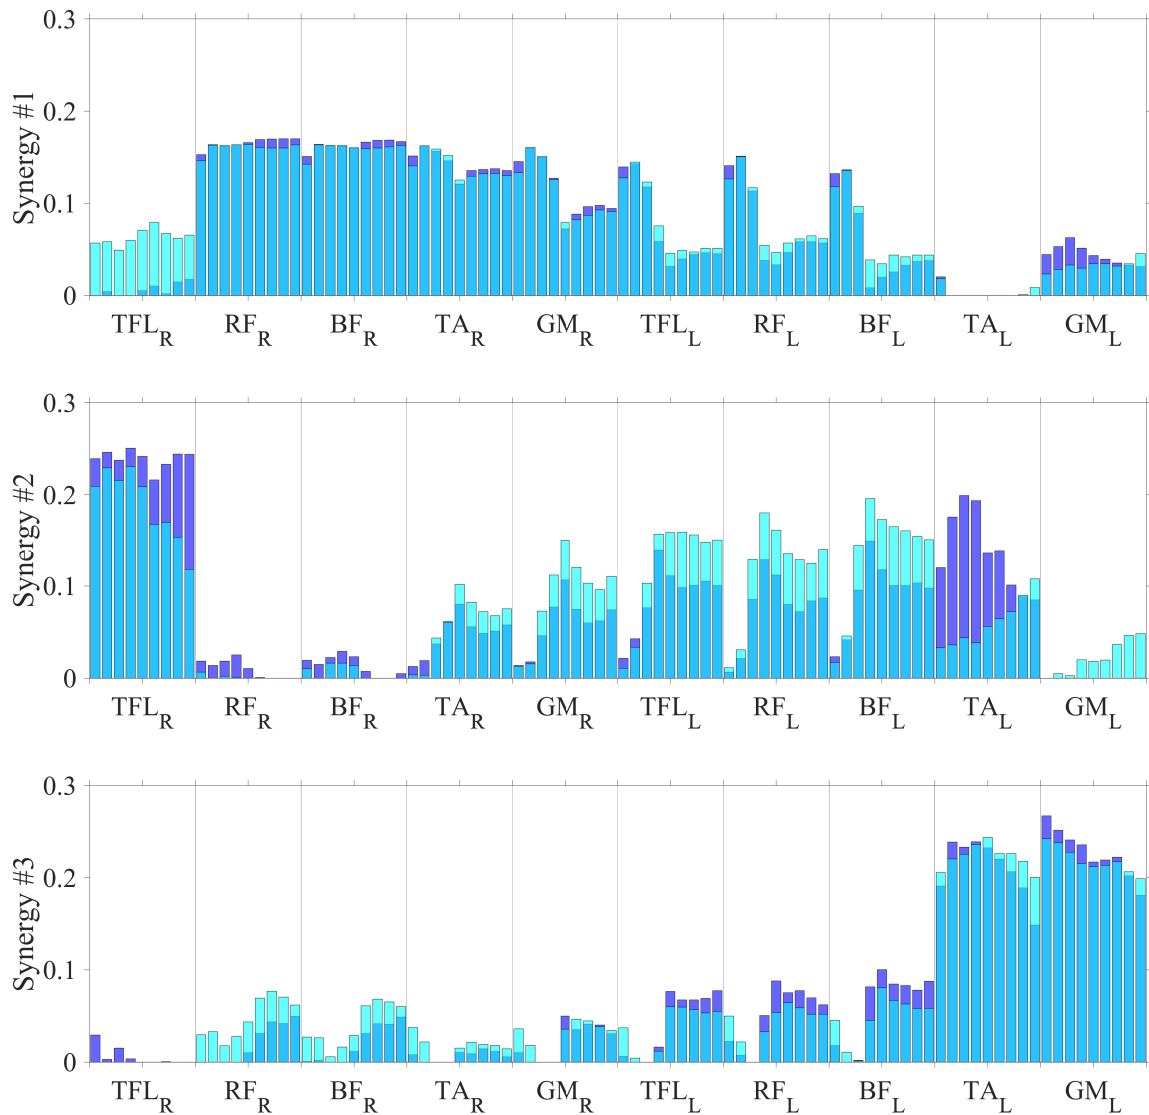 0.3
0.2
0.1
0
Synergy #1
TFL_R RF_R BF_R TA_R GM_R TFL_L RF_L BF_L TA_L GM_L
0.3
0.2
0.1
0
Synergy #2
TFL_R RF_R BF_R TA_R GM_R TFL_L RF_L BF_L TA_L GM_L
0.3
0.2
0.1
0
Synergy #3
TFL_R RF_R BF_R TA_R GM_R TFL_L RF_L BF_L TA_L GM_L